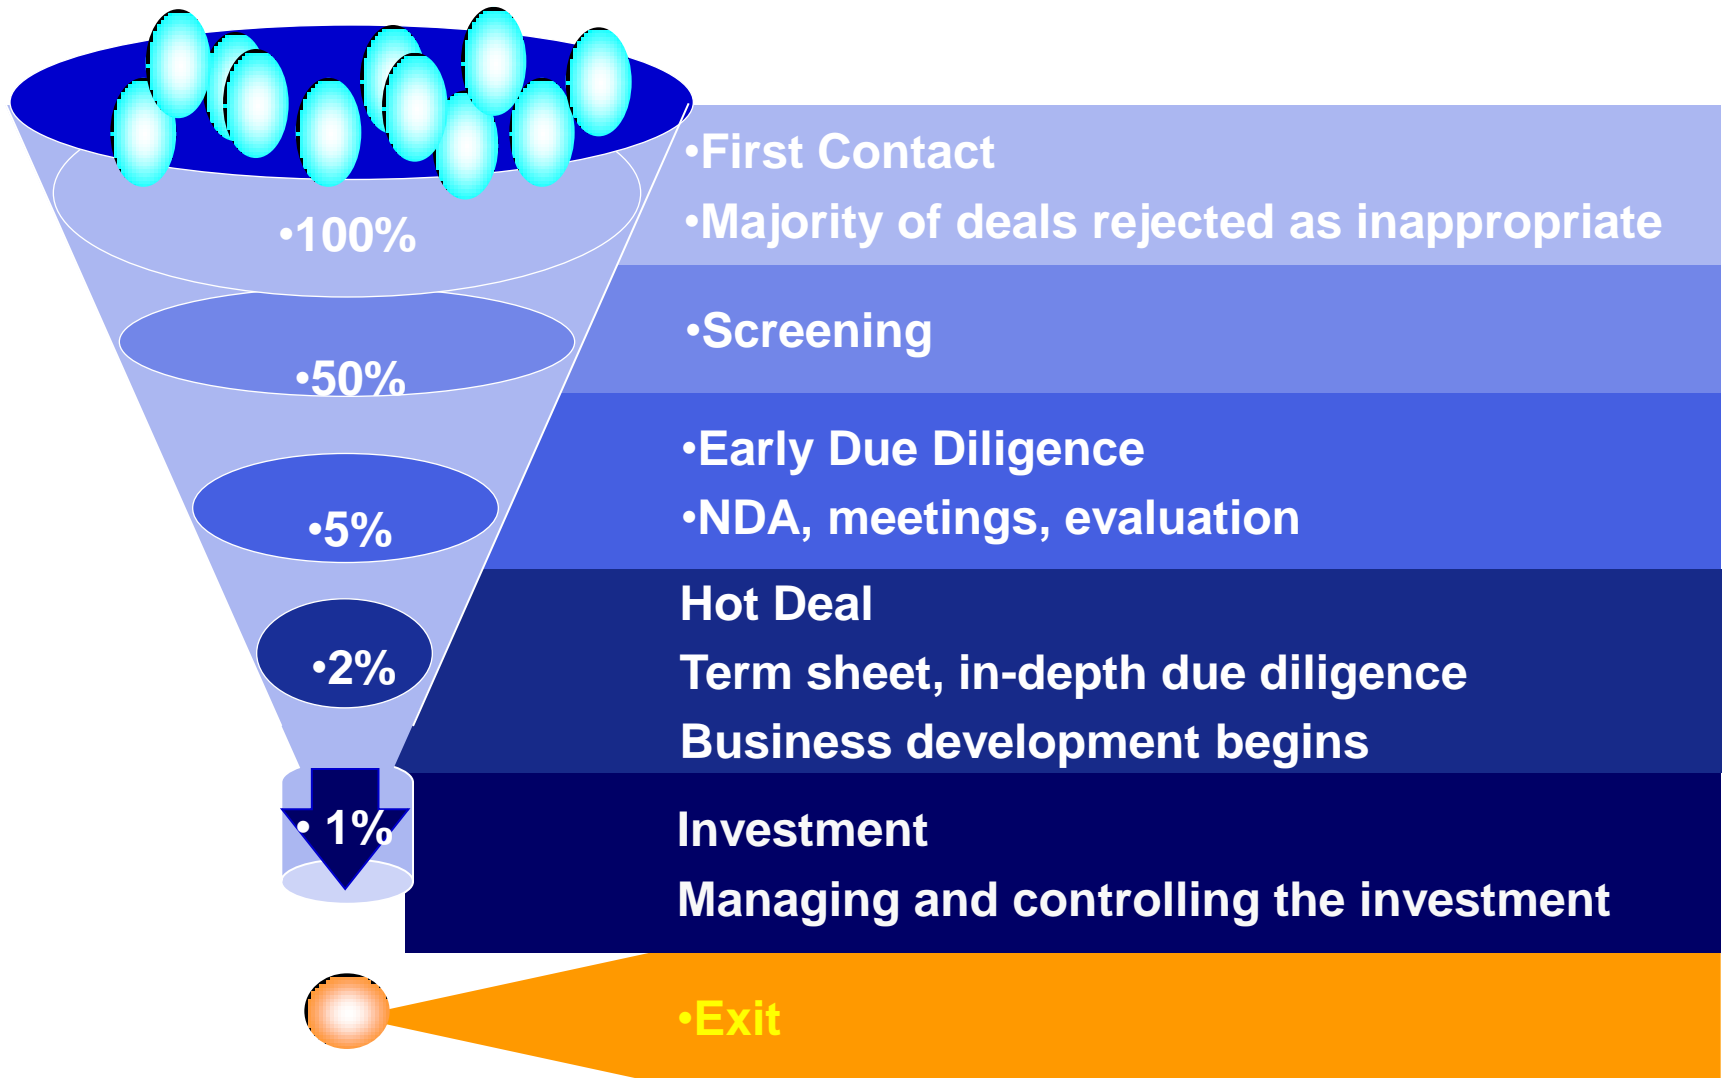 •First Contact
•Majority of deals rejected as inappropriate
•100%
•Screening
•50%
•Early Due Diligence
•NDA, meetings, evaluation
•5%
Hot Deal
Term sheet, in-depth due diligence
Business development begins
•2%
Investment
Managing and controlling the investment
• 1%
•Exit